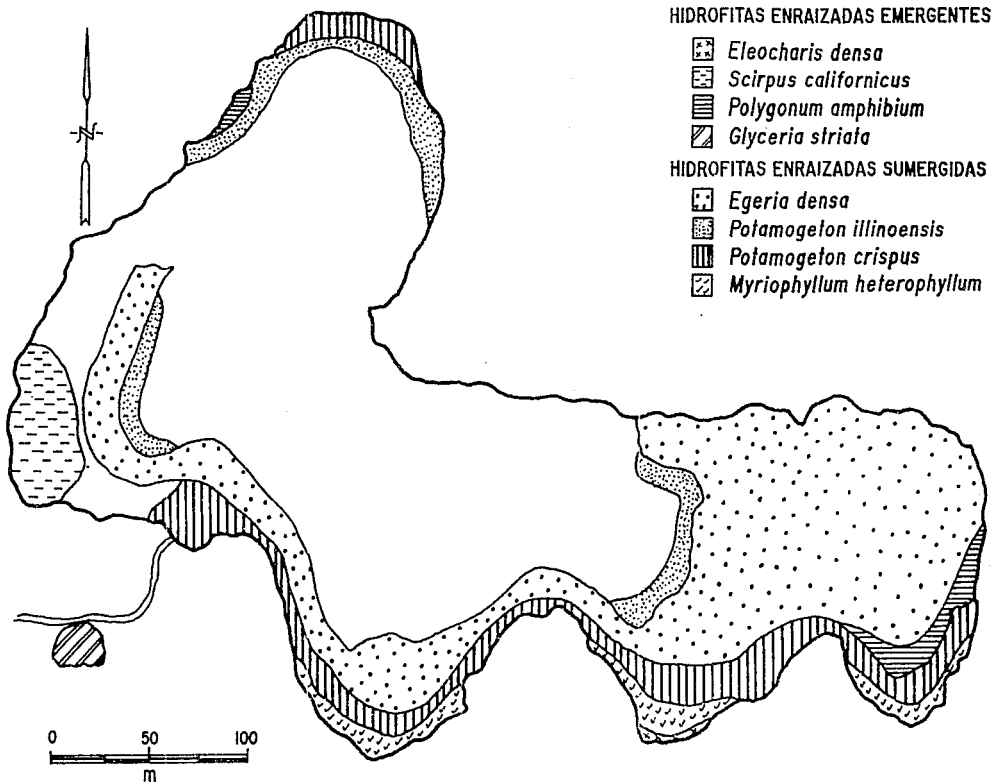 HIDROFITAS ENRAIZADAS EMERGENTES
Eleocharis densa
Scirpus californicus
Polygonum amphibium
Glyceria striata
HIDROFITAS ENRAIZADAS SUMERGIDAS
Egeria densa
Potamogeton illinoensis
Potamogeton crispus
Myriophyllum heterophyllum
N
0 50 100
m